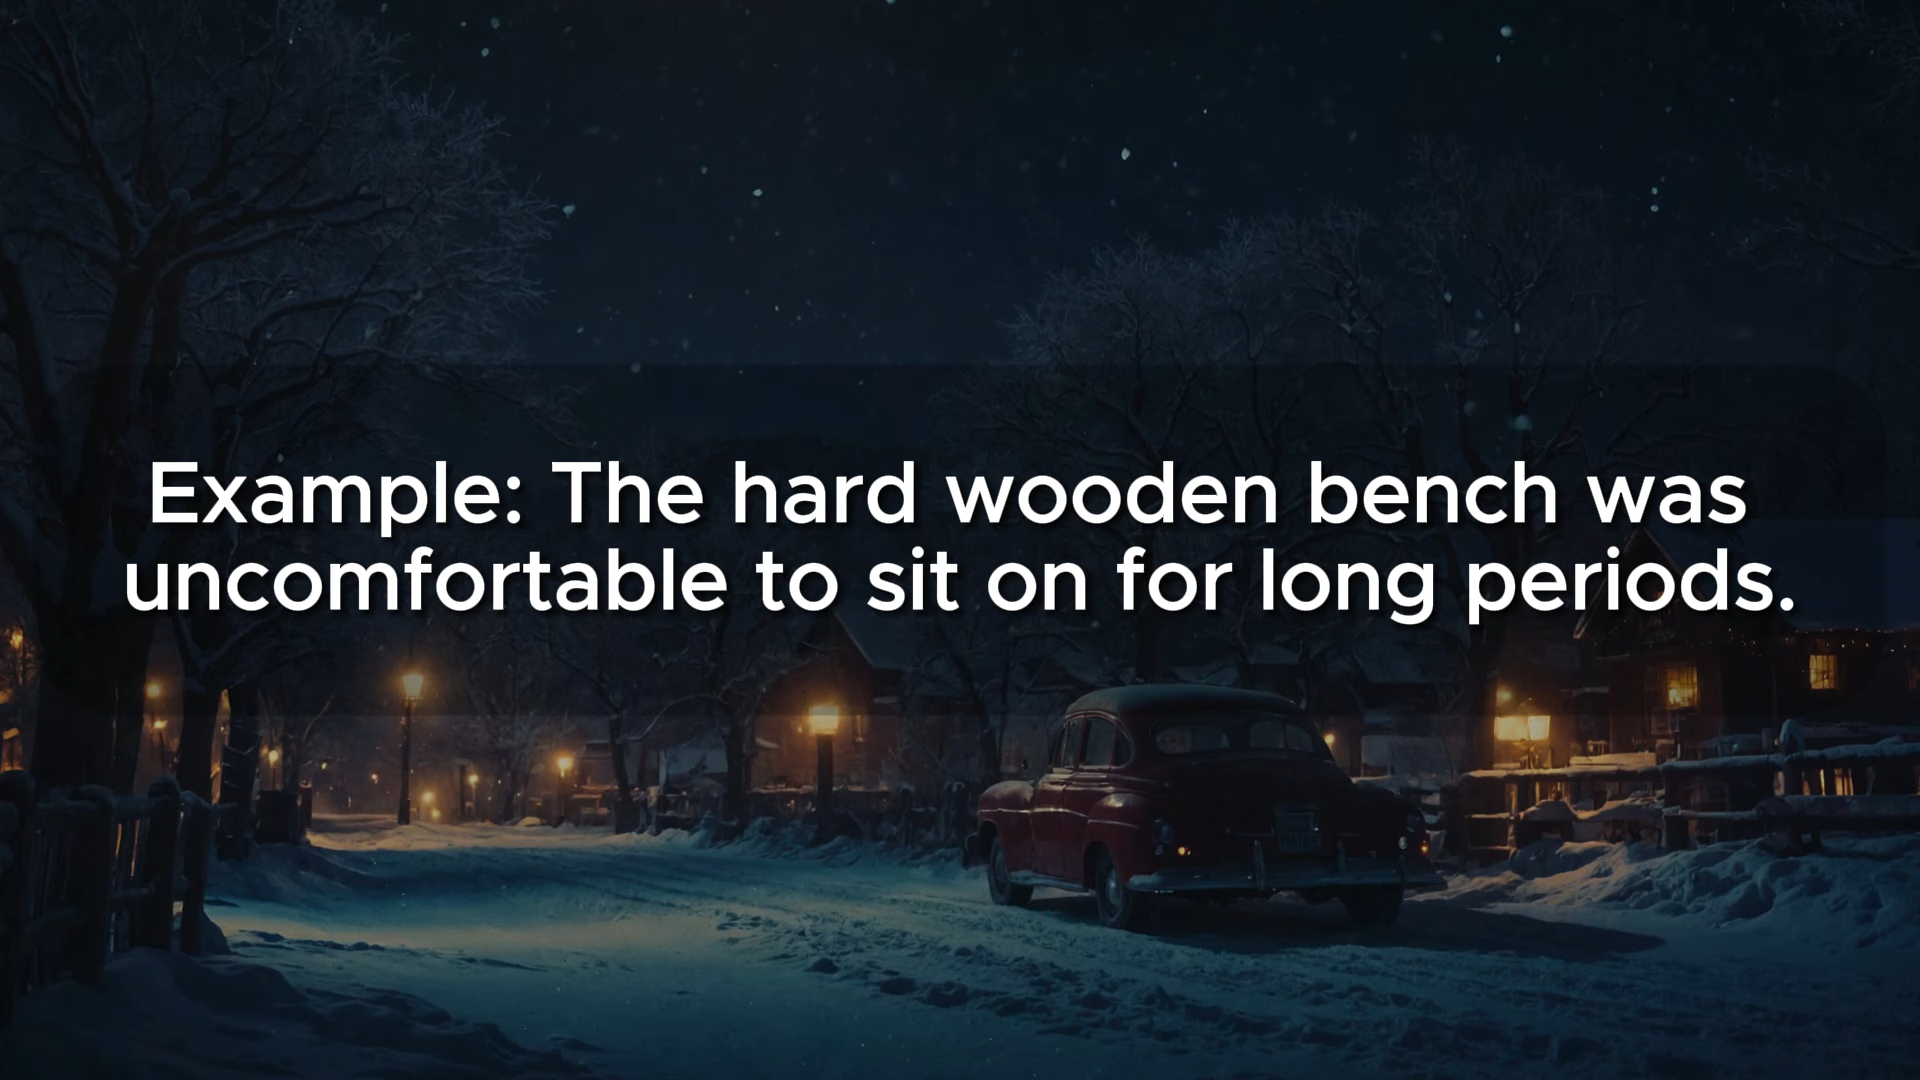 Example: The hard wooden bench was
uncomfortable to sit on for long periods.